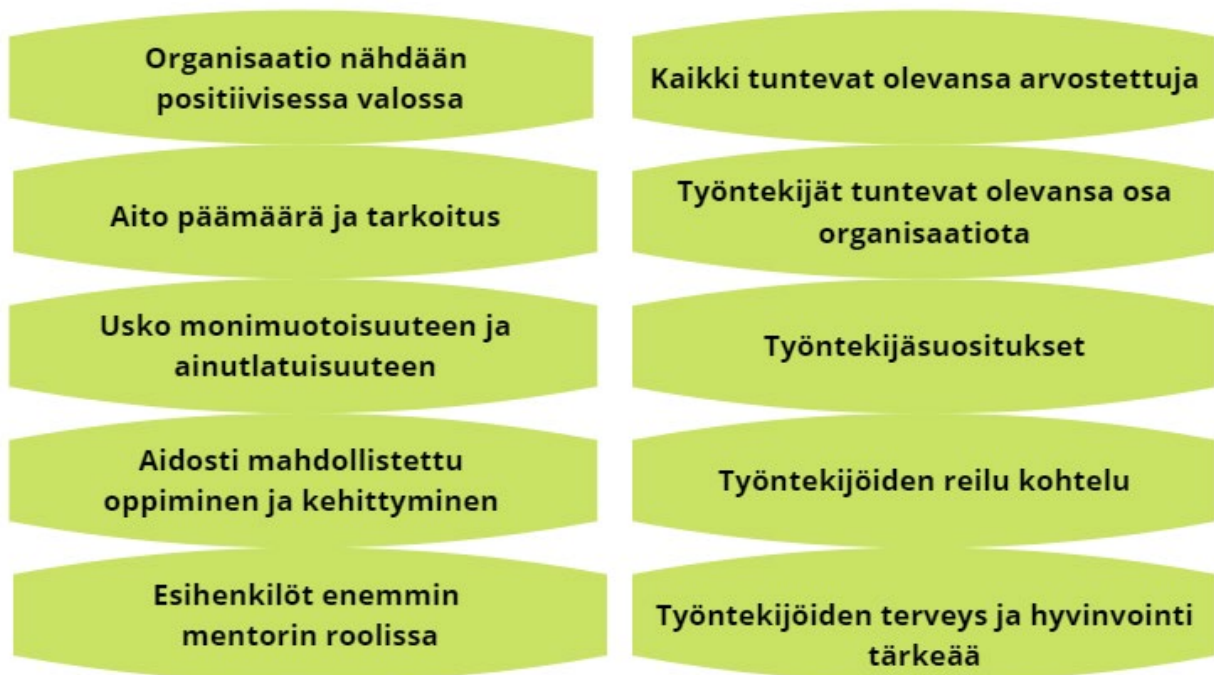 Organisaatio nähdään
positiivisessa valossa
Aito päämäärä ja tarkoitus
Usko monimuotoisuuteen ja
ainutlatuisuuteen
Aidosti mahdollistettu
oppiminen ja kehittyminen
Esihenkilöt enemmin
mentorin roolissa
Kaikki tuntevat olevansa arvostettuja
Työntekijät tuntevat olevansa osa
organisaatiota
Työntekijäsuositukset
Työntekijöiden reilu kohtelu
Työntekijöiden terveys ja hyvinvointi
tärkeää